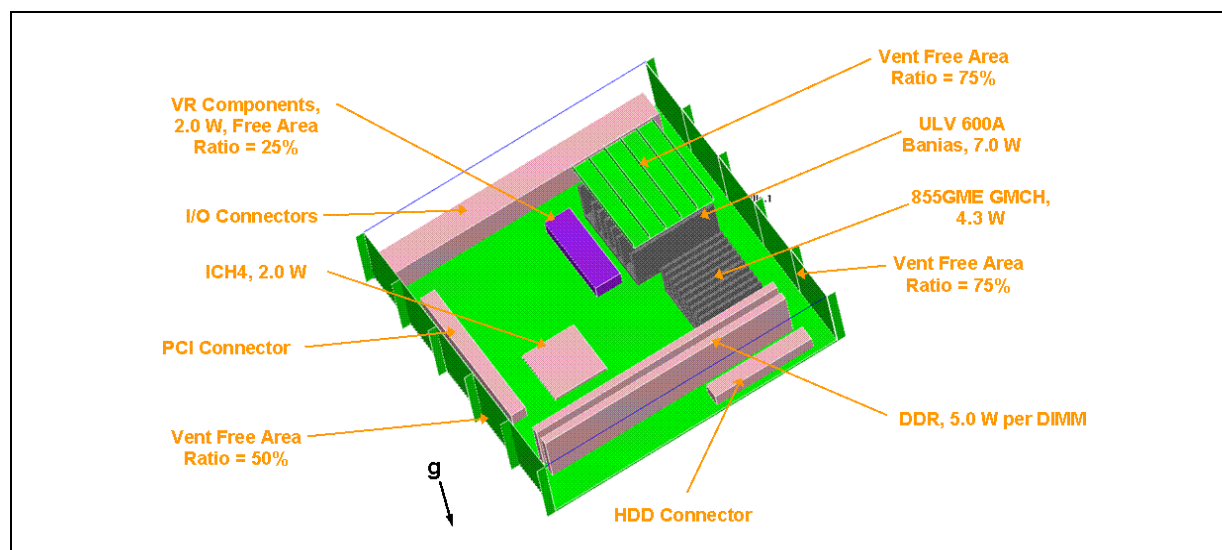 Vent Free Area
Ratio = 75%
VR Components,
2.0 W, Free Area
Ratio = 25%
ULV 600A
Banias, 7.0 W
I/O Connectors
855GME GMCH,
4.3 W
ICH4, 2.0 W
Vent Free Area
Ratio = 75%
PCI Connector
DDR, 5.0 W per DIMM
Vent Free Area
Ratio = 50%
g
HDD Connector